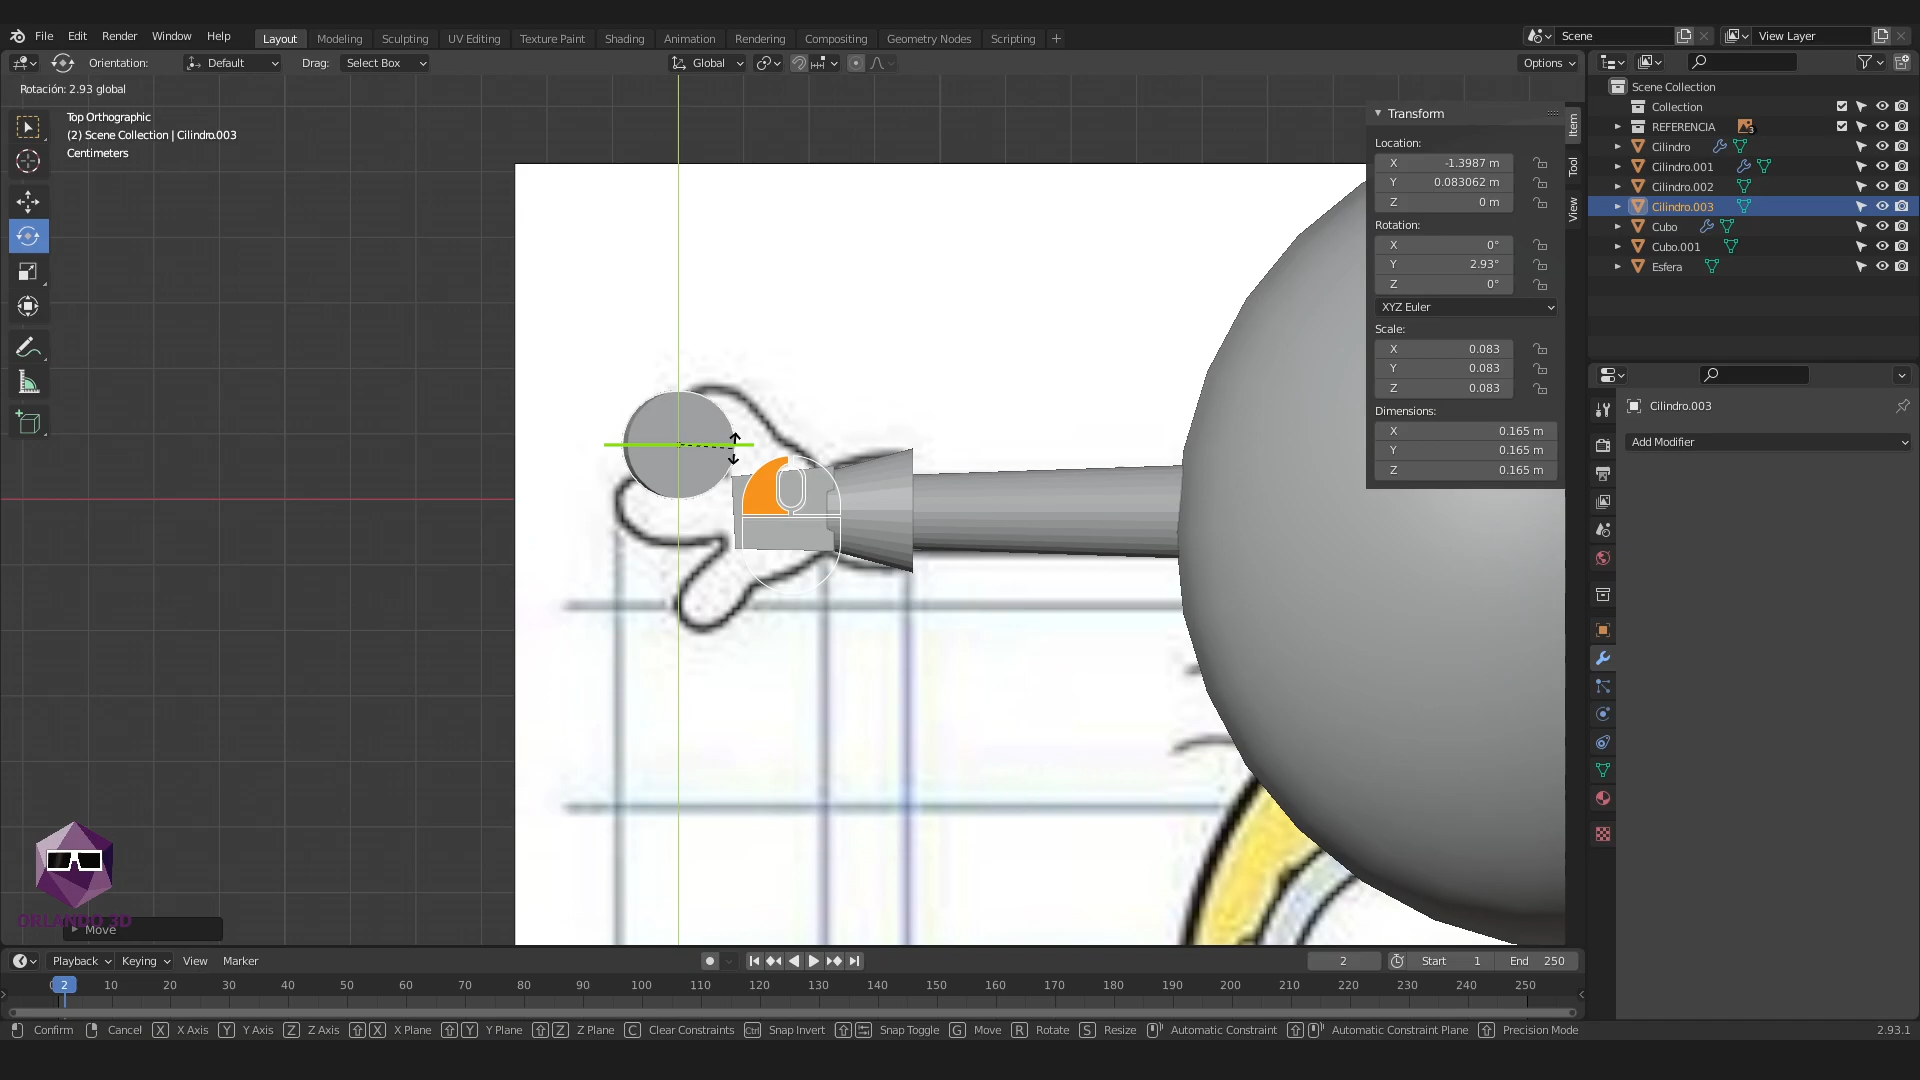 File Edit Render Window Help Layout Modeling Sculpting UV Editing Texture Paint Shading Animation Rendering Compositing Geometry Nodes Scripting Scene View Layer
Orientation: Default Drag: Select Box Global Options
Rotación: 2.93 global
Top Orthographic
(2) Scene Collection | Cilindro.003
Centimeters
Transform
Location:
X -1.3987 m
Y 0.083062 m
Z 0 m
Rotation:
X 0°
Y 2.93°
Z 0°
XYZ Euler
Scale:
X 0.083
Y 0.083
Z 0.083
Dimensions:
X 0.165 m
Y 0.165 m
Z 0.165 m
Item
Tool
View
Scene Collection
Collection
REFERENCIA 3
Cilindro
Cilindro.001
Cilindro.002
Cilindro.003
Cubo
Cubo.001
Esfera
Cilindro.003
Add Modifier
ORLANDO 3D
Move
Playback Keying View Marker 2 Start 1 End 250
2 10 20 30 40 50 60 70 80 90 100 110 120 130 140 150 160 170 180 190 200 210 220 230 240 250
Confirm Cancel X X Axis Y Y Axis Z Z Axis X X Plane Y Y Plane Z Z Plane C Clear Constraints Ctrl Snap Invert Snap Toggle G Move R Rotate S Resize Automatic Constraint Automatic Constraint Plane Precision Mode 2.93.1